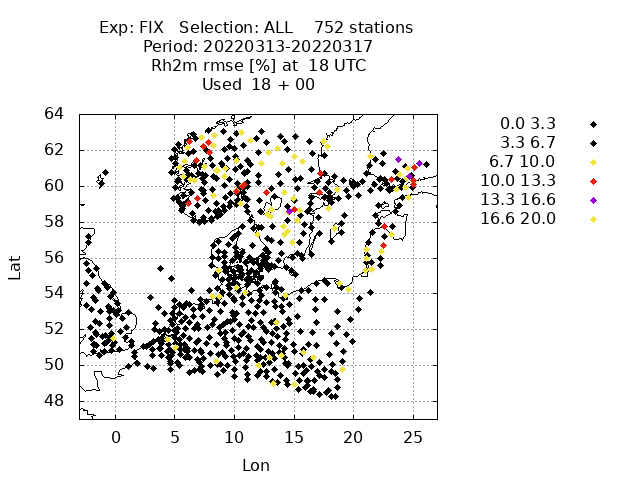 Exp: FIX   Selection: ALL    752 stations
Period: 20220313-20220317
Rh2m rmse [%] at  18 UTC
Used  18 + 00
64
62
60
58
56
54
52
50
48
Lat
0 5 10 15 20 25
Lon
0.0 3.3
3.3 6.7
6.7 10.0
10.0 13.3
13.3 16.6
16.6 20.0